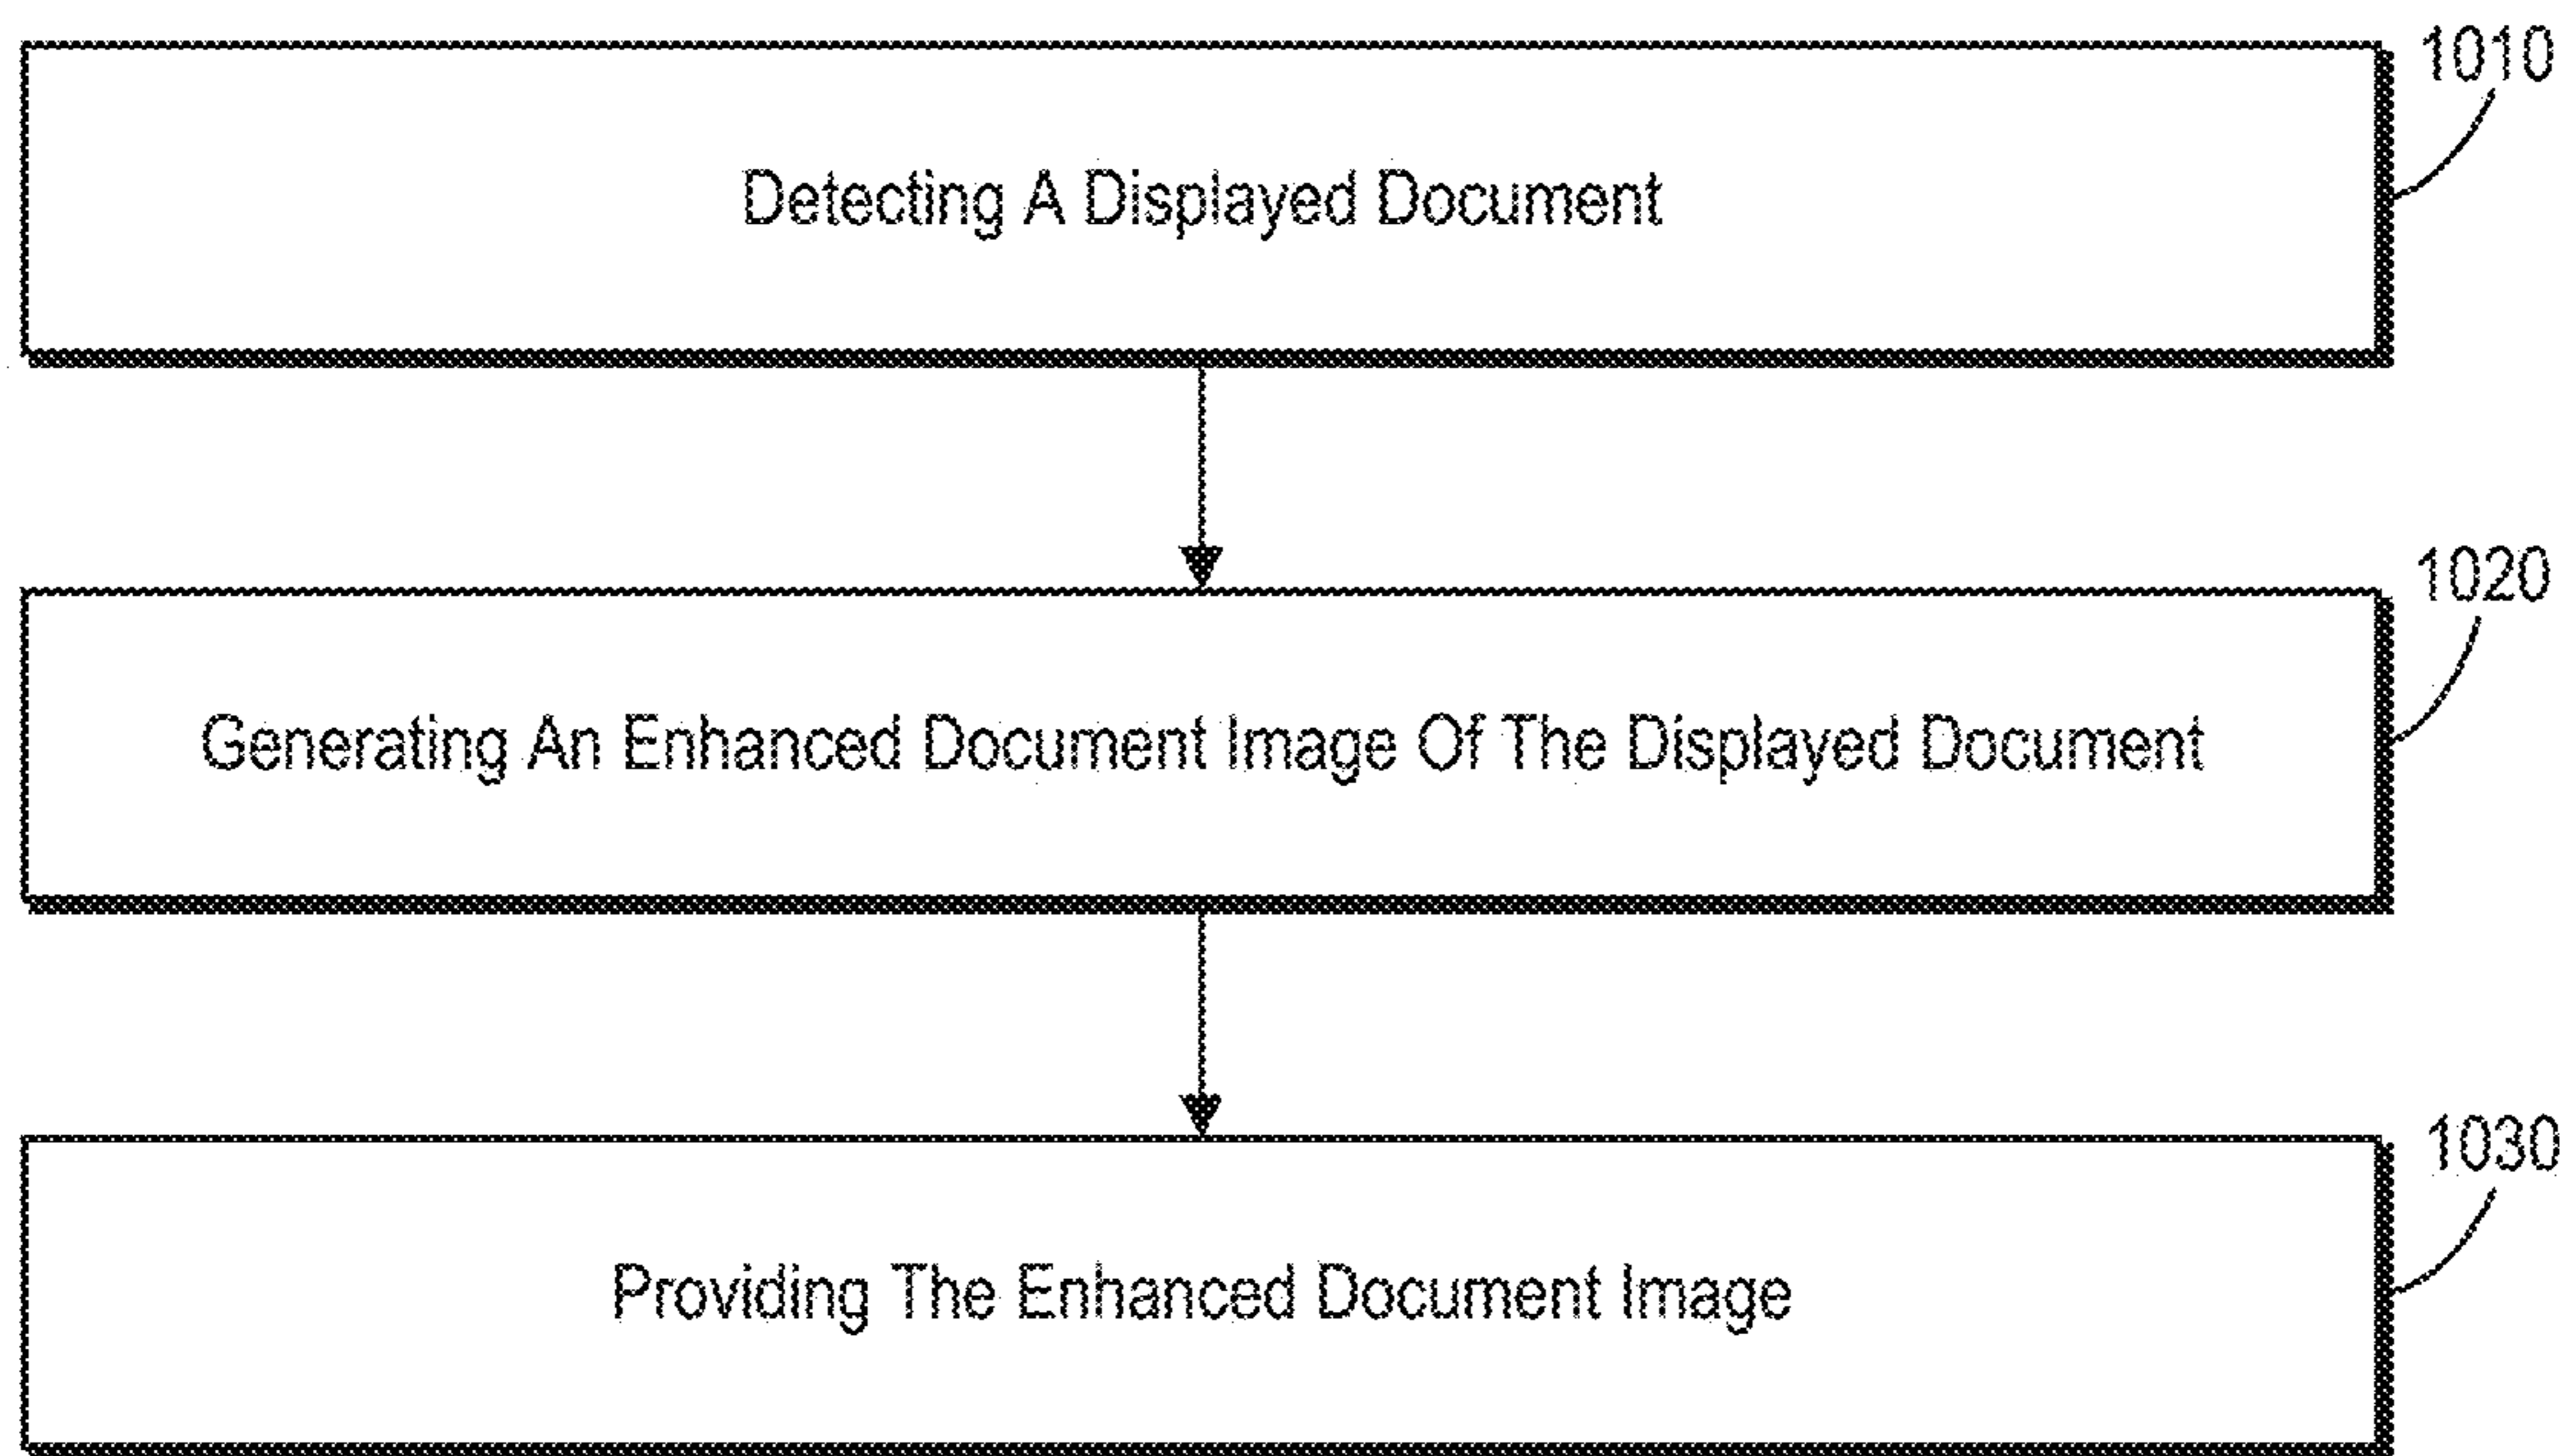 1010
Detecting A Displayed Document
1020
Generating An Enhanced Document Image Of The Displayed Document
1030
Providing The Enhanced Document Image